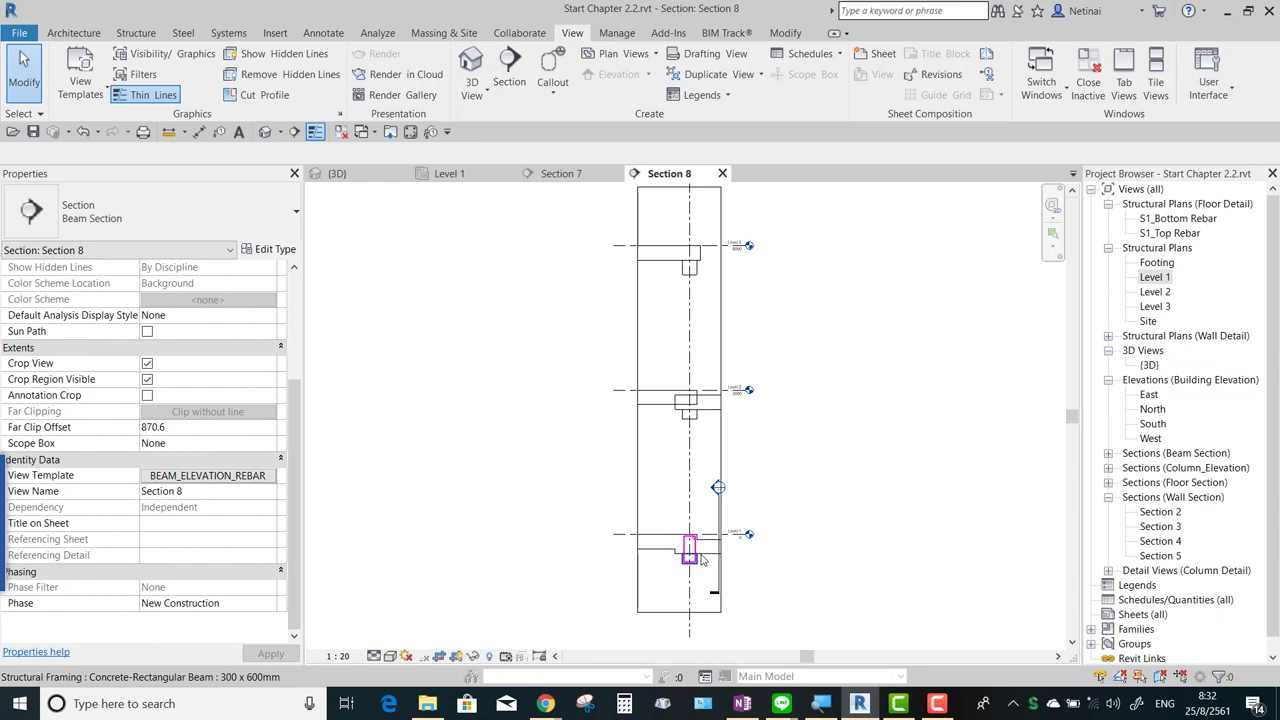 Start Chapter 2.2.rvt - Section: Section 8
Type a keyword or phrase
Netinai
File
Architecture
Structure
Steel
Systems
Insert
Annotate
Analyze
Massing & Site
Collaborate
View
Manage
Add-Ins
BIM Track®
Modify
Modify
Select
View Templates
Visibility/ Graphics
Filters
Thin Lines
Show Hidden Lines
Remove Hidden Lines
Cut Profile
Graphics
Render
Render in Cloud
Render Gallery
Presentation
3D View
Section
Callout
Plan Views
Elevation
Drafting View
Duplicate View
Legends
Schedules
Scope Box
Create
Sheet
View
Title Block
Revisions
Guide Grid
Sheet Composition
Switch Windows
Close Inactive
Tab Views
Tile Views
Windows
User Interface
Properties
Section
Beam Section
Section: Section 8
Edit Type
Show Hidden Lines By Discipline
Color Scheme Location Background
Color Scheme <none>
Default Analysis Display Style None
Sun Path
Extents
Crop View
Crop Region Visible
Annotation Crop
Far Clipping Clip without line
Far Clip Offset 870.6
Scope Box None
Identity Data
View Template BEAM_ELEVATION_REBAR
View Name Section 8
Dependency Independent
Title on Sheet
Referencing Sheet
Referencing Detail
Phasing
Phase Filter None
Phase New Construction
Properties help
Apply
{3D}
Level 1
Section 7
Section 8
Level 3
6000
Level 2
3000
Level 1
0
1 : 20
Project Browser - Start Chapter 2.2.rvt
Views (all)
Structural Plans (Floor Detail)
S1_Bottom Rebar
S1_Top Rebar
Structural Plans
Footing
Level 1
Level 2
Level 3
Site
Structural Plans (Wall Detail)
3D Views
{3D}
Elevations (Building Elevation)
East
North
South
West
Sections (Beam Section)
Sections (Column_Elevation)
Sections (Floor Section)
Sections (Wall Section)
Section 2
Section 3
Section 4
Section 5
Detail Views (Column Detail)
Legends
Schedules/Quantities (all)
Sheets (all)
Families
Groups
Revit Links
Structural Framing : Concrete-Rectangular Beam : 300 x 600mm
:0
Main Model
:0
Type here to search
8:32
25/8/2561